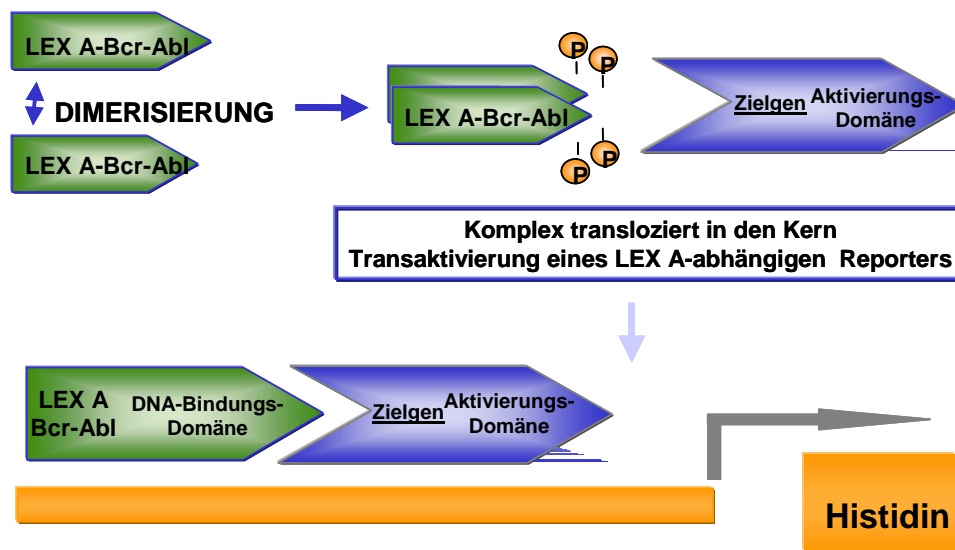 LEX A-Bcr-Abl
DIMERISIERUNG
LEX A-Bcr-Abl
LEX A-Bcr-Abl
P
P
P
P
Zielgen
Aktivierungs-
Domäne
Komplex transloziert in den Kern
Transaktivierung eines LEX A-abhängigen Reporters
LEX A
Bcr-Abl
DNA-Bindungs-
Domäne
Zielgen
Aktivierungs-
Domäne
Histidin